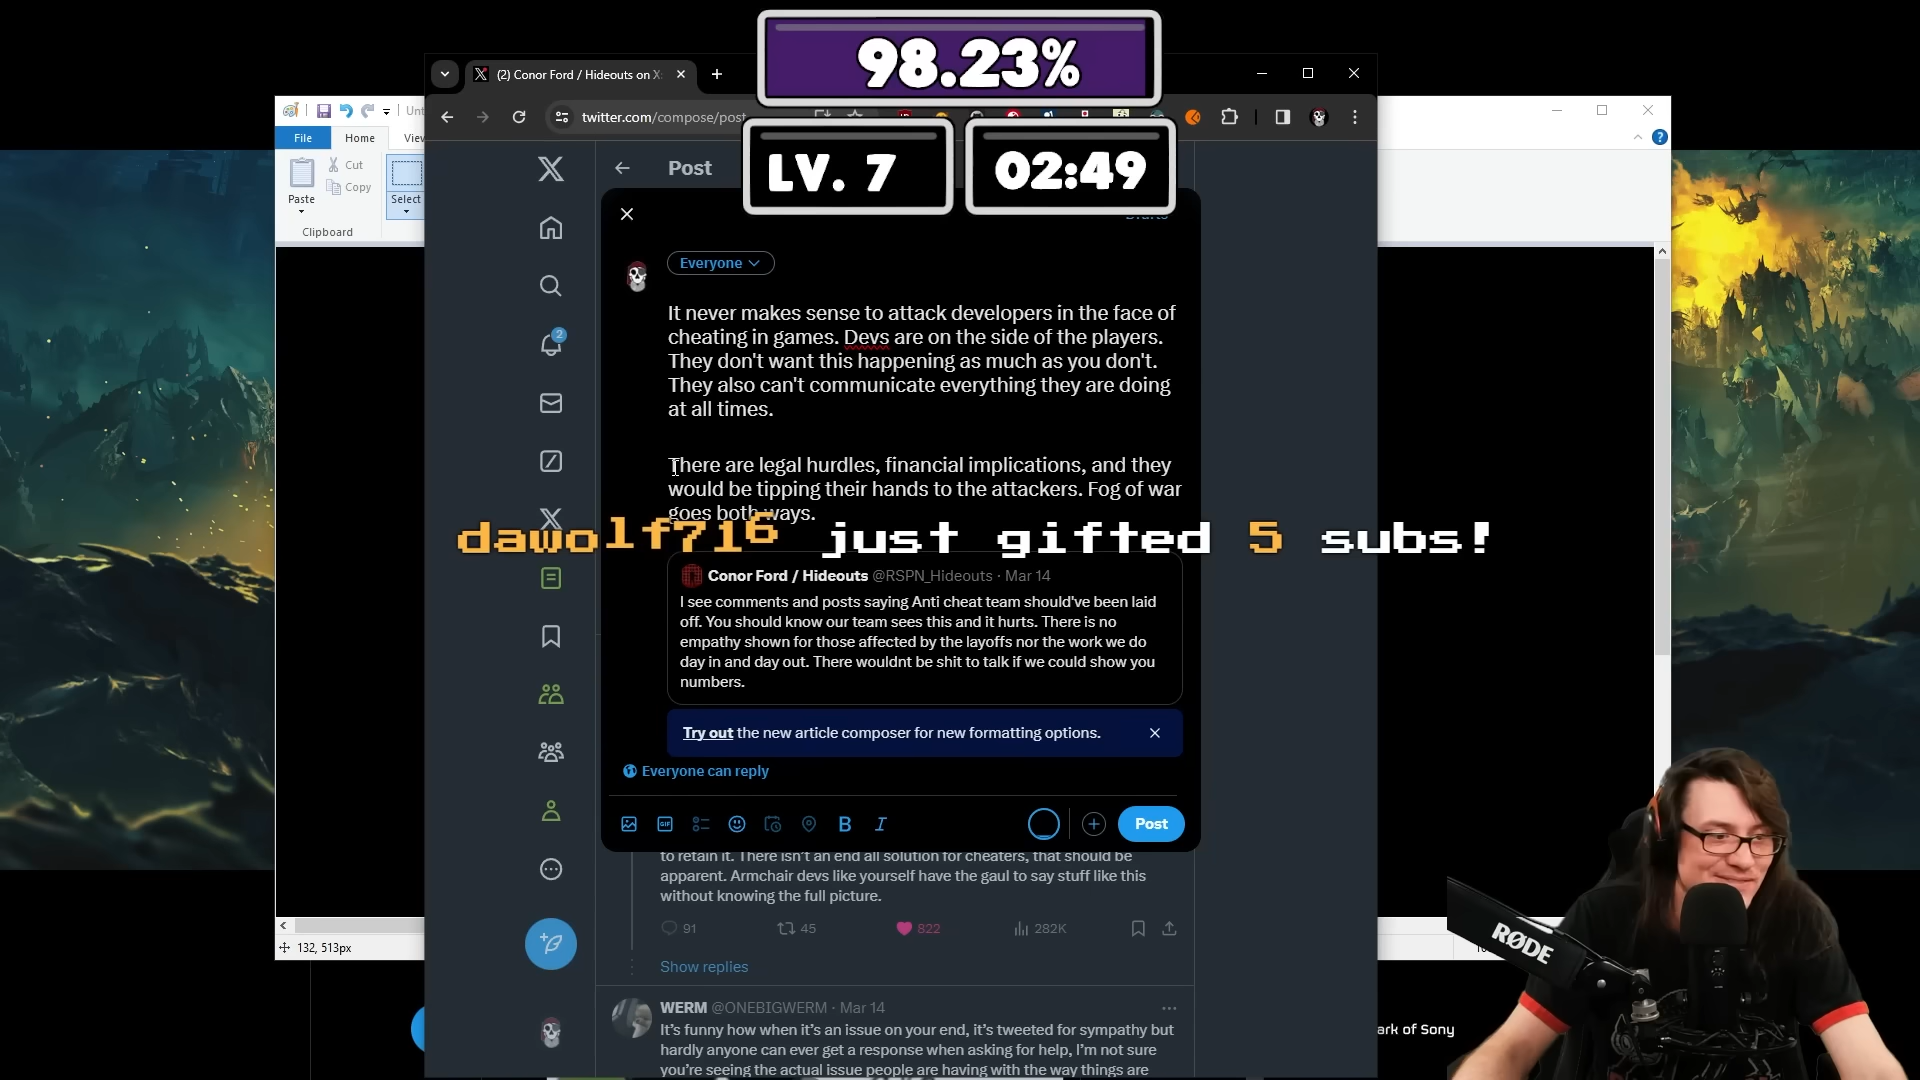 98.23%
LV. 7
02:49
(2) Conor Ford / Hideouts on X
twitter.com/compose/post
File
Home
View
Cut
Copy
Paste
Select
Clipboard
Post
Drafts
Everyone
It never makes sense to attack developers in the face of
cheating in games. Devs are on the side of the players.
They don't want this happening as much as you don't.
They also can't communicate everything they are doing
at all times.
There are legal hurdles, financial implications, and they
would be tipping their hands to the attackers. Fog of war
goes both ways.
dawolf716 just gifted 5 subs!
Conor Ford / Hideouts @RSPN_Hideouts · Mar 14
I see comments and posts saying Anti cheat team should've been laid
off. You should know our team sees this and it hurts. There is no
empathy shown for those affected by the layoffs nor the work we do
day in and day out. There wouldnt be shit to talk if we could show you
numbers.
Try out the new article composer for new formatting options.
Everyone can reply
GIF
B I
Post
to retain it. There isn't an end all solution for cheaters, that should be
apparent. Armchair devs like yourself have the gaul to say stuff like this
without knowing the full picture.
91 45 822 282K
Show replies
WERM @ONEBIGWERM · Mar 14
It's funny how when it's an issue on your end, it's tweeted for sympathy but
hardly anyone can ever get a response when asking for help, I'm not sure
you're seeing the actual issue people are having with the way things are
2
132, 513px
RØDE
ark of Sony